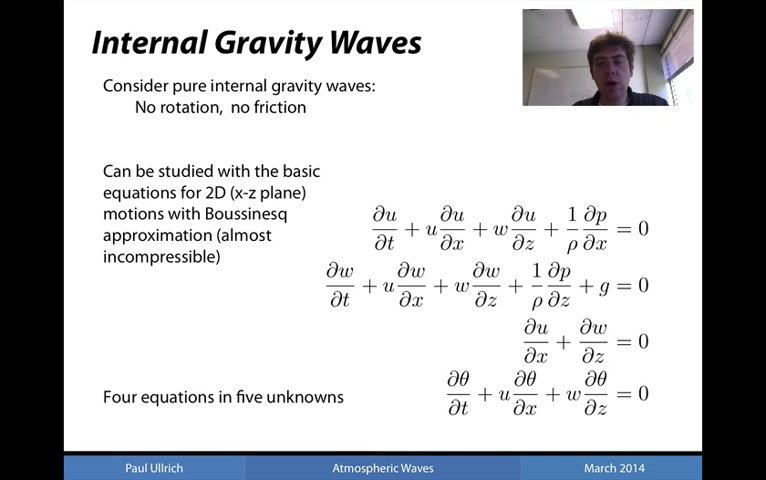 Internal Gravity Waves
Consider pure internal gravity waves:
No rotation, no friction
Can be studied with the basic
equations for 2D (x-z plane)
motions with Boussinesq
approximation (almost
incompressible)
∂u/∂t + u ∂u/∂x + w ∂u/∂z + 1/ρ ∂p/∂x = 0
∂w/∂t + u ∂w/∂x + w ∂w/∂z + 1/ρ ∂p/∂z + g = 0
∂u/∂x + ∂w/∂z = 0
Four equations in five unknowns
∂θ/∂t + u ∂θ/∂x + w ∂θ/∂z = 0
Paul Ullrich
Atmospheric Waves
March 2014